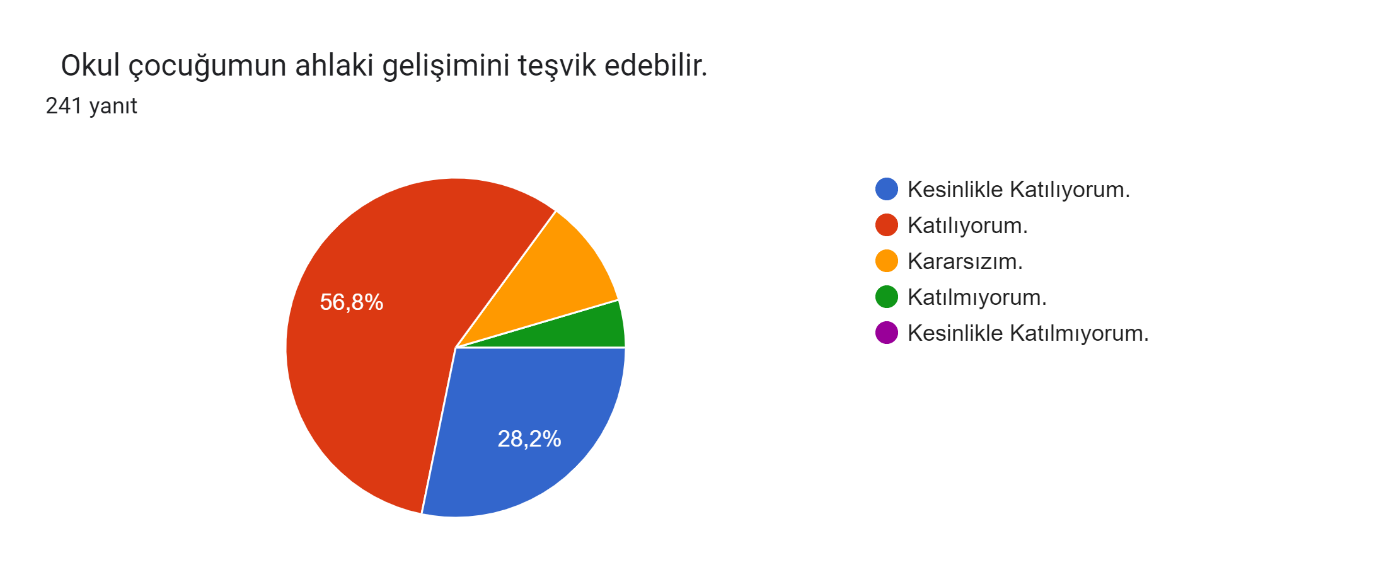 Okul çocuğumun ahlaki gelişimini teşvik edebilir.
241 yanıt
Kesinlikle Katılıyorum.
Katılıyorum.
Kararsızım.
Katılmıyorum.
Kesinlikle Katılmıyorum.
56,8%
28,2%